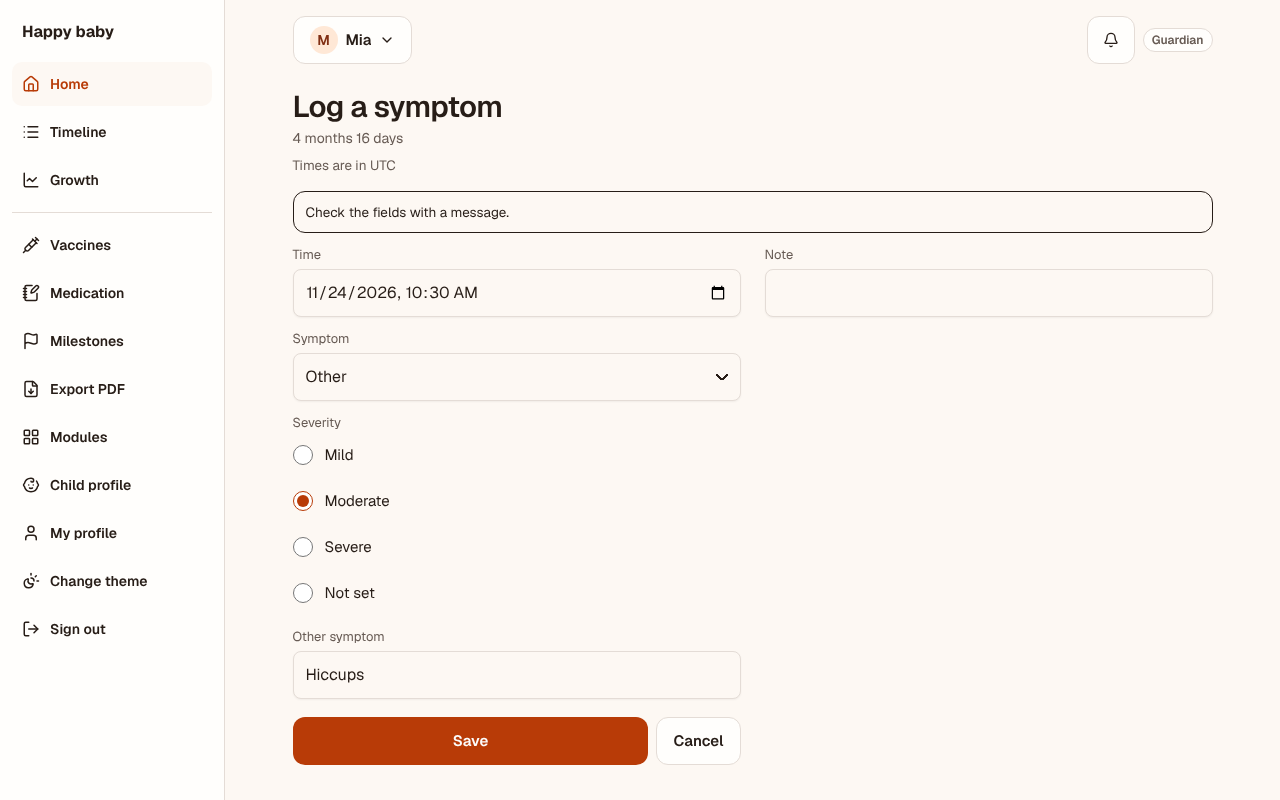 Happy baby
Home
Timeline
Growth
Vaccines
Medication
Milestones
Export PDF
Modules
Child profile
My profile
Change theme
Sign out
M Mia
Guardian
Log a symptom
4 months 16 days
Times are in UTC
Check the fields with a message.
Time
11/24/2026, 10:30 AM
Note
Symptom
Other
Severity
Mild
Moderate
Severe
Not set
Other symptom
Hiccups
Save
Cancel